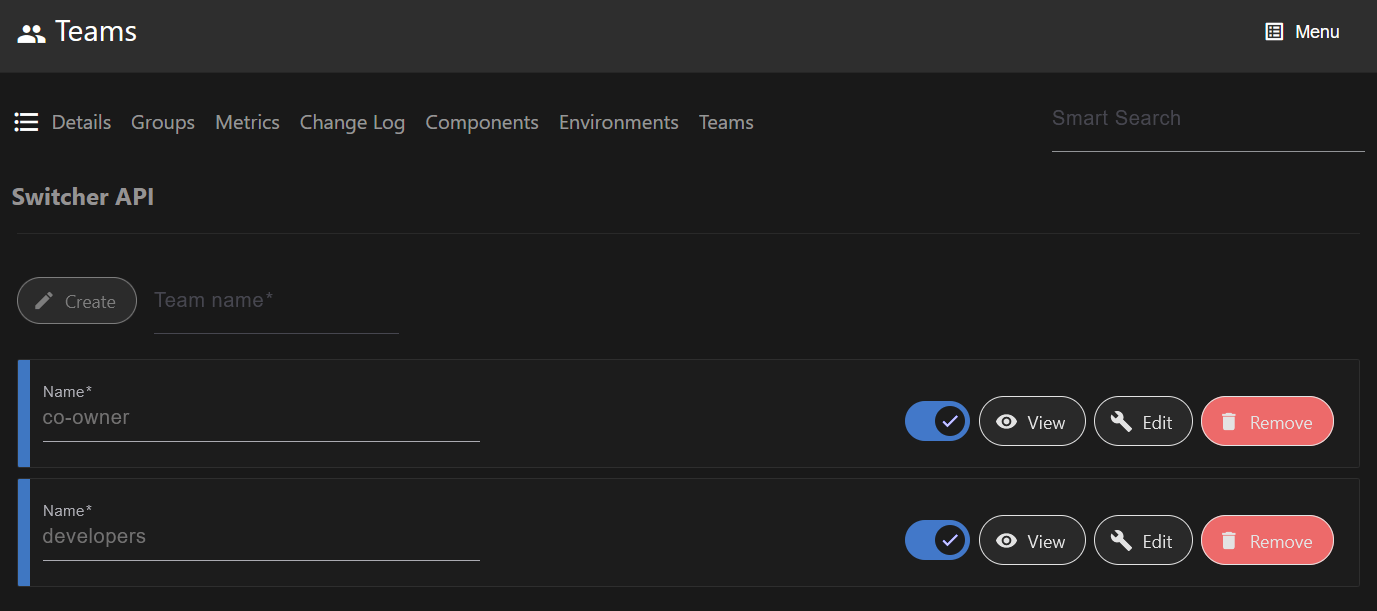 Teams
Menu
Details Groups Metrics Change Log Components Environments Teams
Smart Search
Switcher API
Create
Team name*
Name*
co-owner
View Edit Remove
Name*
developers
View Edit Remove